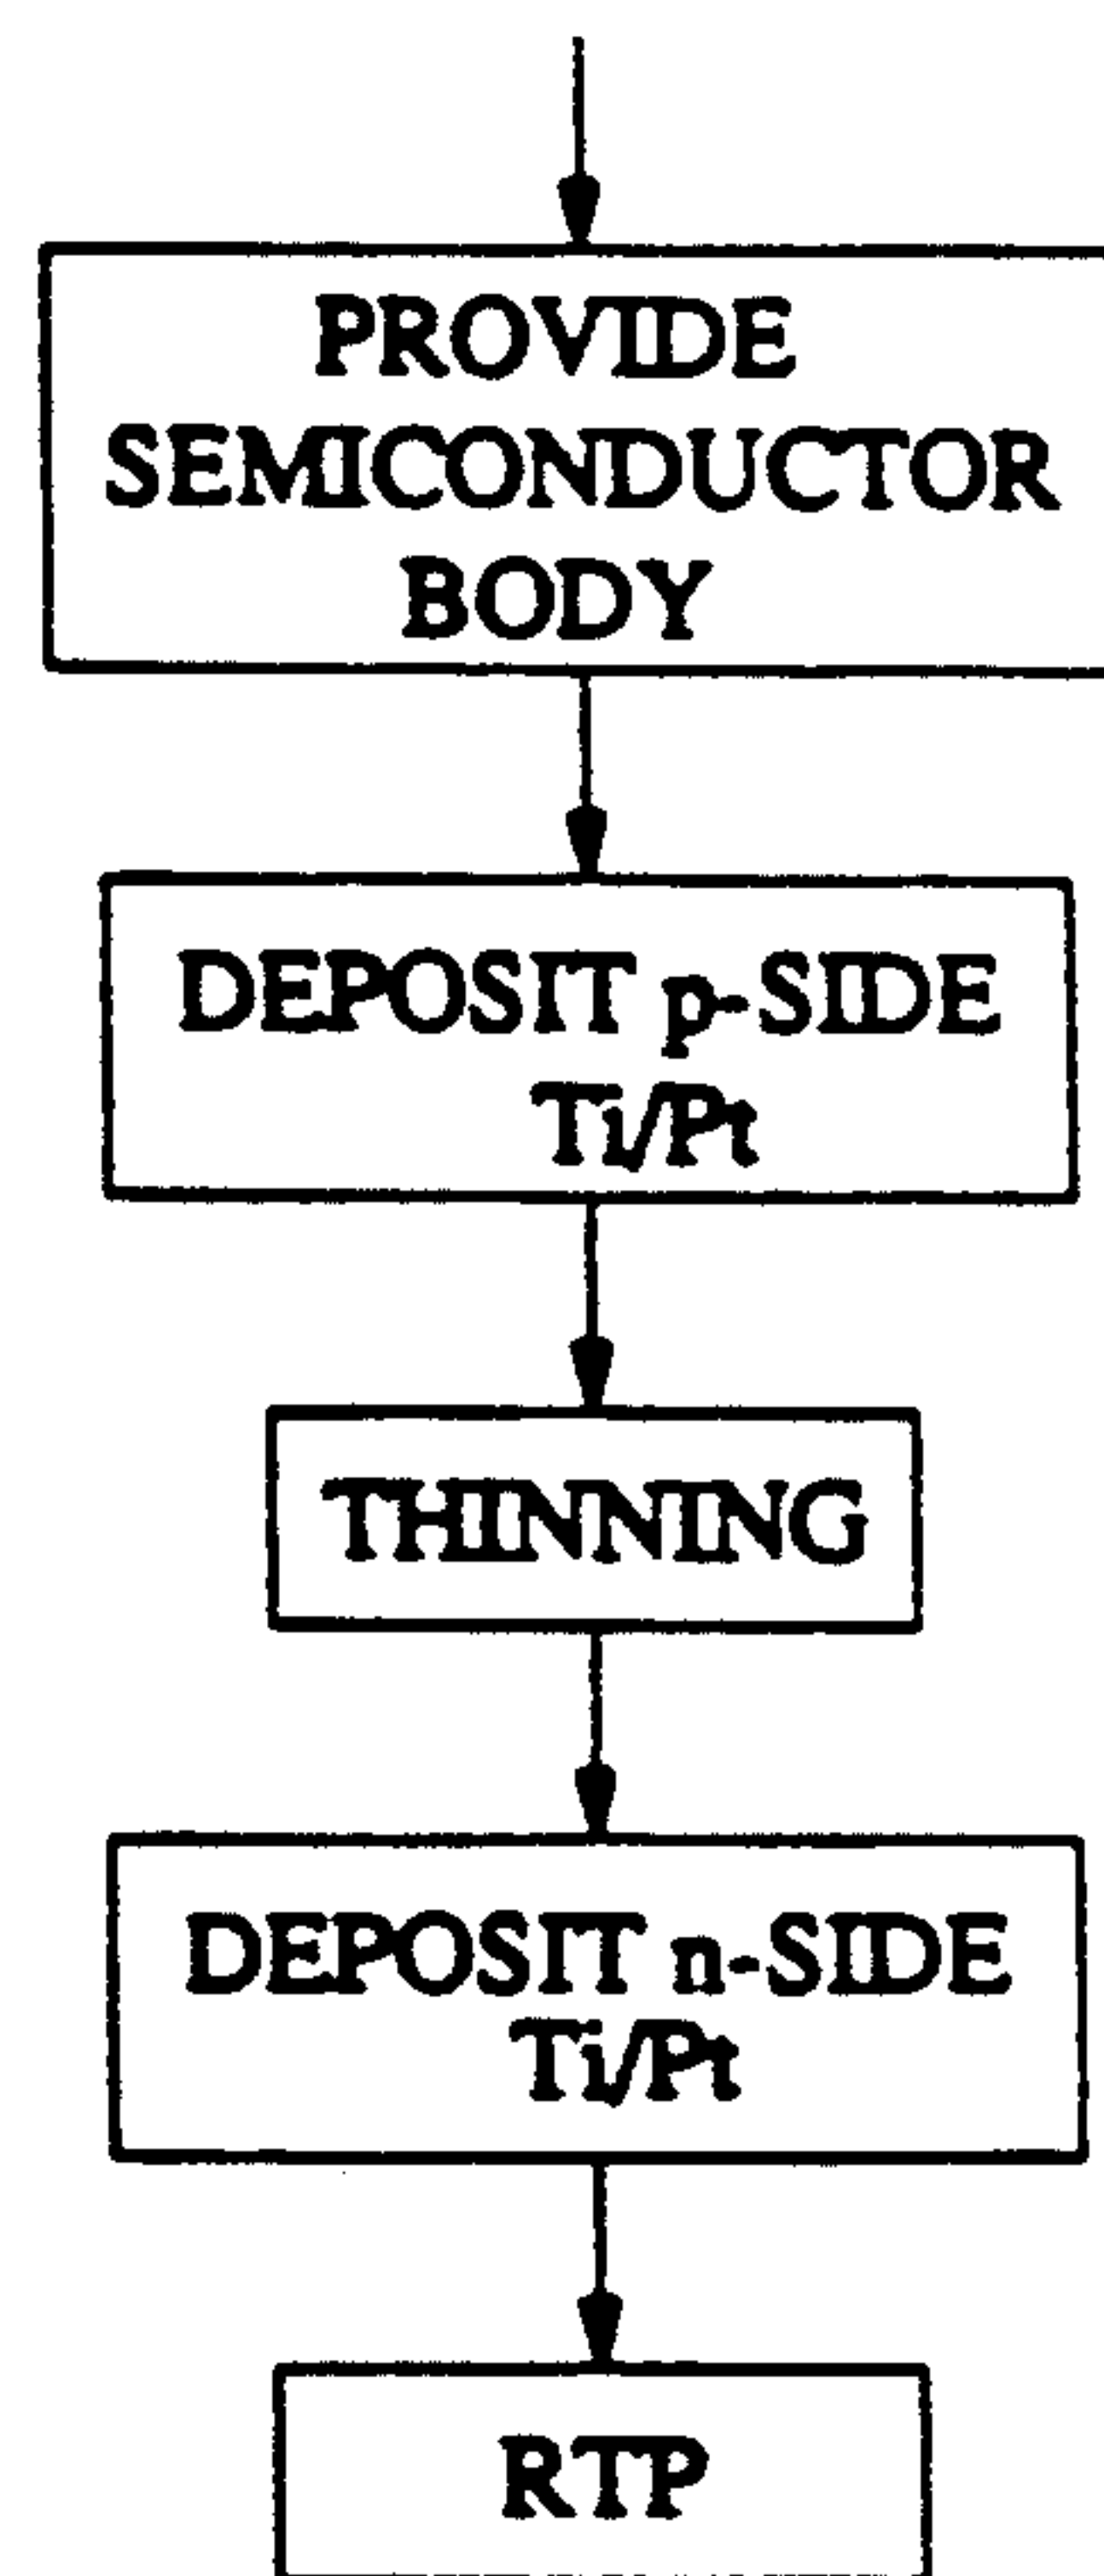 PROVIDE
SEMICONDUCTOR
BODY
DEPOSIT p-SIDE
Ti/Pt
THINNING
DEPOSIT n-SIDE
Ti/Pt
RTP